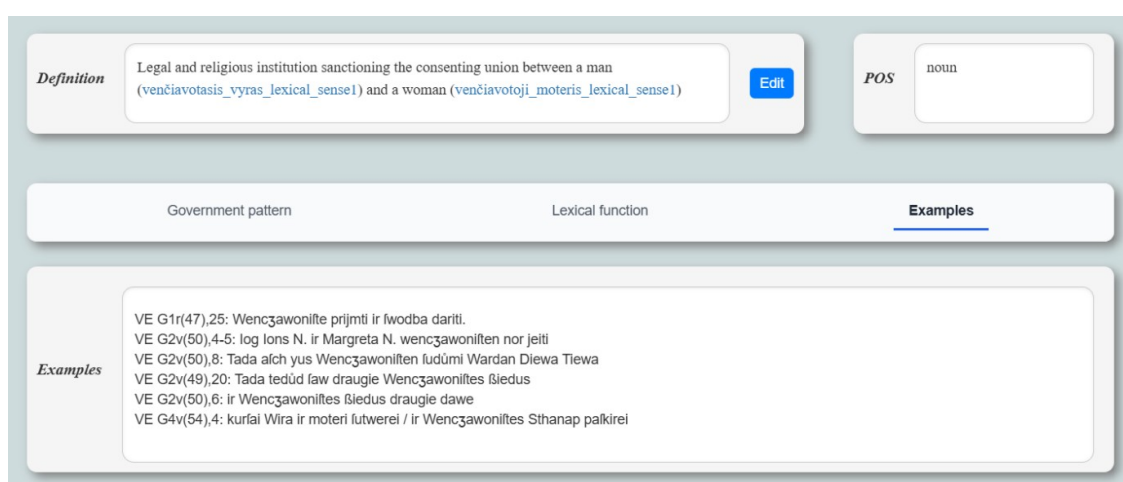 Definition
Legal and religious institution sanctioning the consenting union between a man
(venčiavotasis_vyras_lexical_sense1) and a woman (venčiavotoji_moteris_lexical_sense1)
Edit
POS
noun
Government pattern
Lexical function
Examples
Examples
VE G1r(47),25: Wencʒawoniſte prijmti ir ſwodba dariti.
VE G2v(50),4-5: Iog Ions N. ir Margreta N. wencʒawoniſten nor jeiti
VE G2v(50),8: Tada aſch yus Wencʒawoniſten ſudůmi Wardan Diewa Tiewa
VE G2v(49),20: Tada tedůd ſaw draugie Wencʒawoniſtes ßiedus
VE G2v(50),6: ir Wencʒawoniſtes ßiedus draugie dawe
VE G4v(54),4: kurſai Wira ir moteri ſutwerei / ir Wencʒawoniſtes Sthanap paſkirei